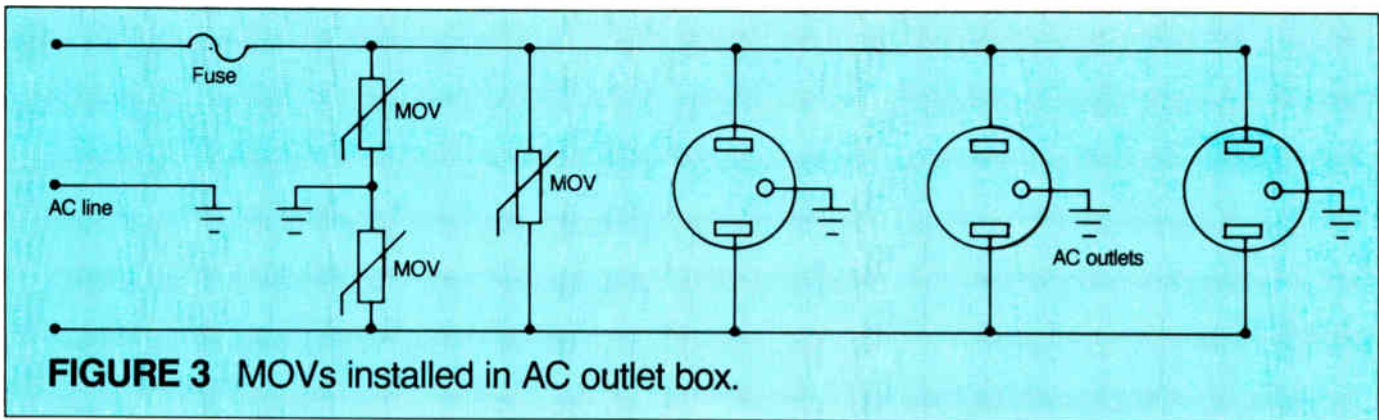 Fuse
MOV
MOV
AC line
MOV
AC outlets
FIGURE 3 MOVs installed in AC outlet box.